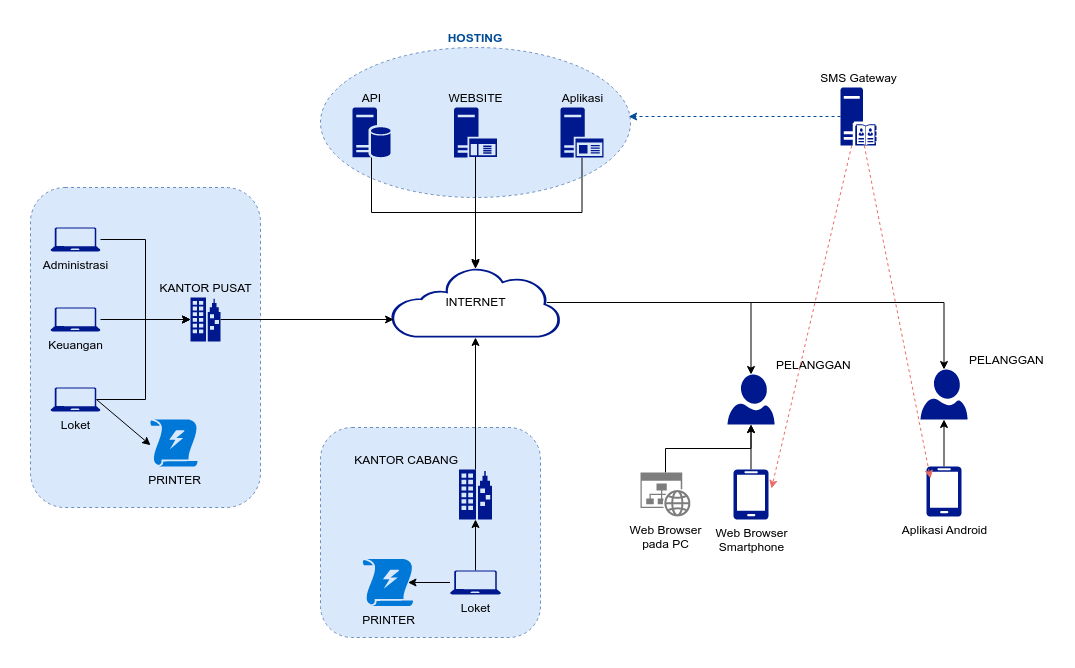 HOSTING
API
WEBSITE
Aplikasi
SMS Gateway
Administrasi
KANTOR PUSAT
Keuangan
Loket
PRINTER
INTERNET
PELANGGAN
PELANGGAN
KANTOR CABANG
Web Browser
pada PC
Web Browser
Smartphone
Aplikasi Android
Loket
PRINTER